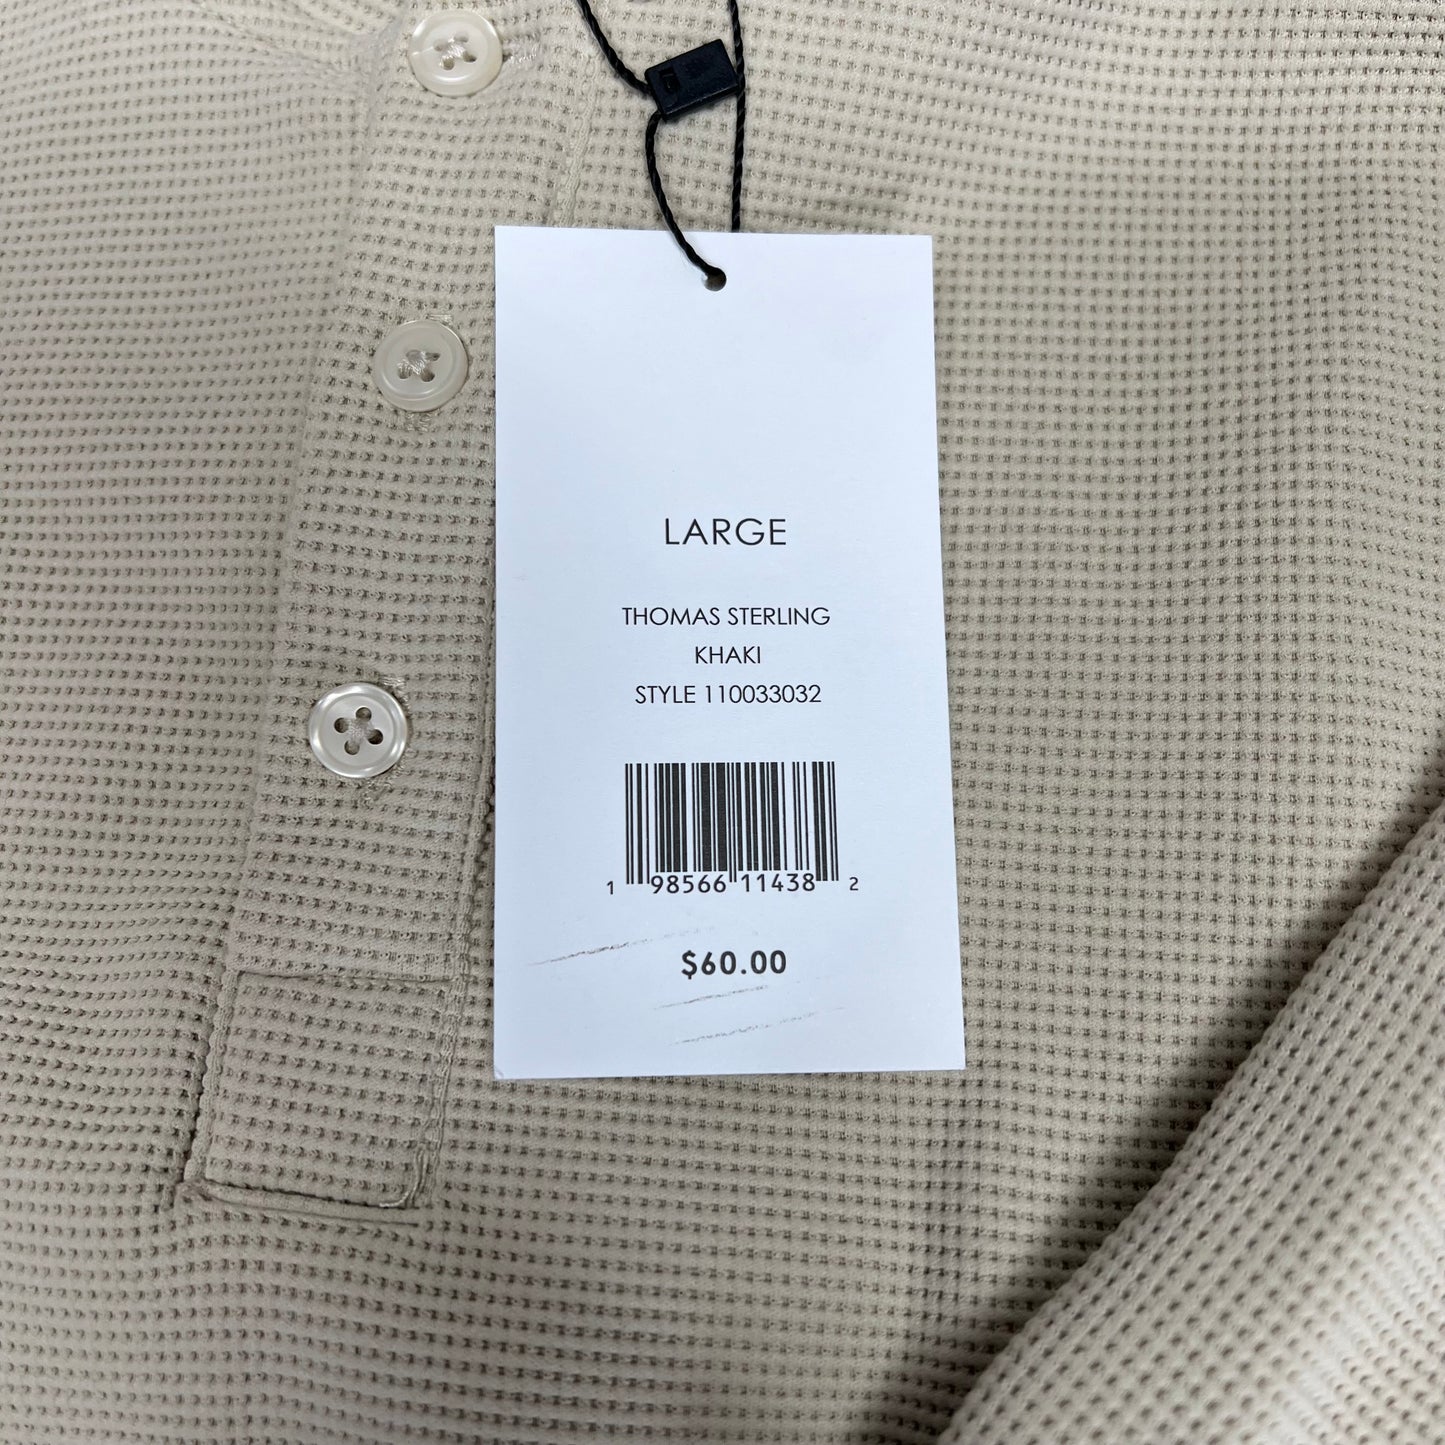 LARGE
THOMAS STERLING
KHAKI
STYLE 110033032
1 98566 11438 2
$60.00